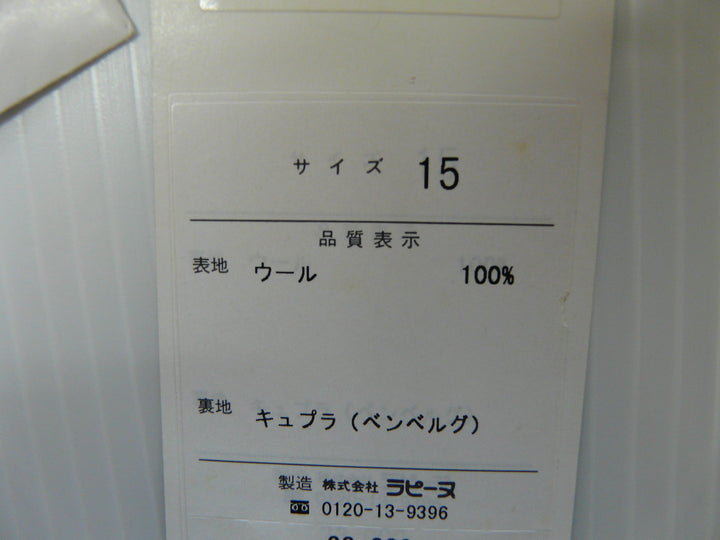 サイズ 15
品質表示
表地 ウール 100%
裏地 キュプラ(ベンベルグ)
製造 株式会社 ラピーヌ
0120-13-9396